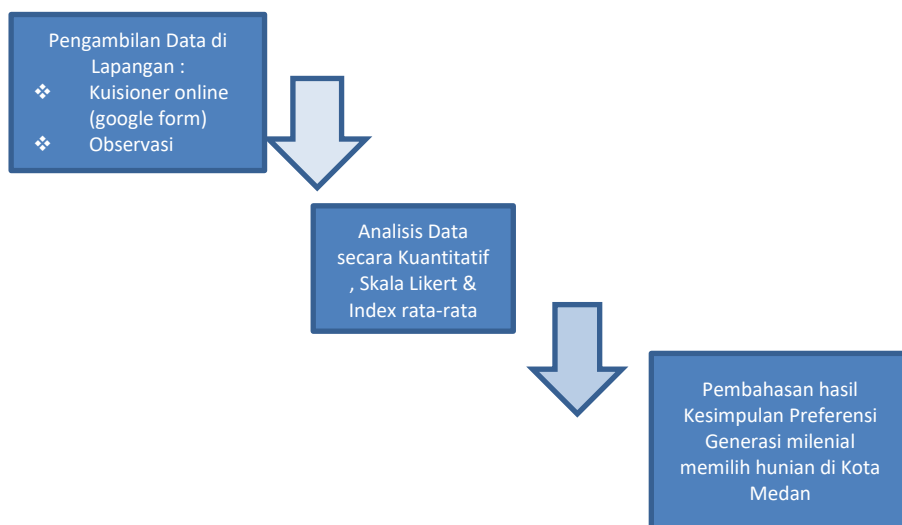 Pengambilan Data di
Lapangan :
❖ Kuisioner online
(google form)
❖ Observasi
Analisis Data
secara Kuantitatif
, Skala Likert &
Index rata-rata
Pembahasan hasil
Kesimpulan Preferensi
Generasi milenial
memilih hunian di Kota
Medan